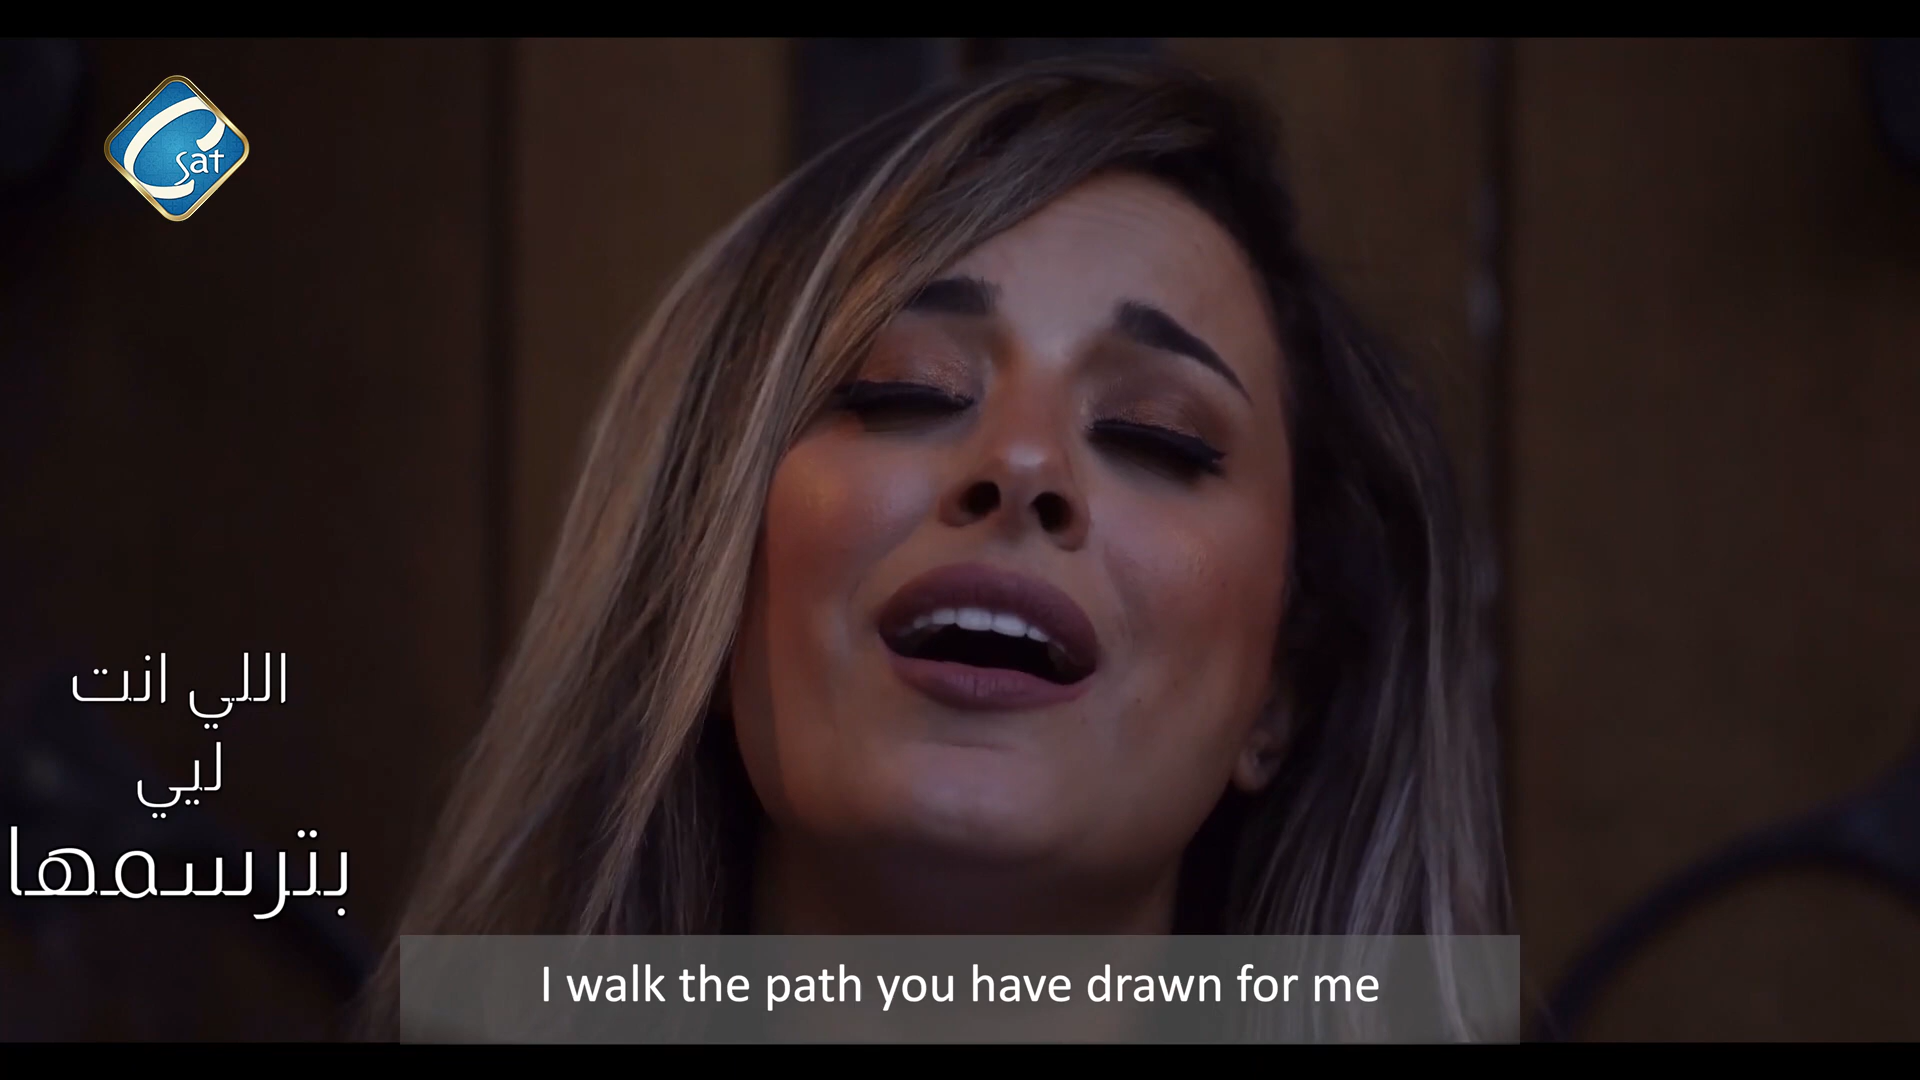 C
sat
اللي انت
ليي
بترسمها
I walk the path you have drawn for me